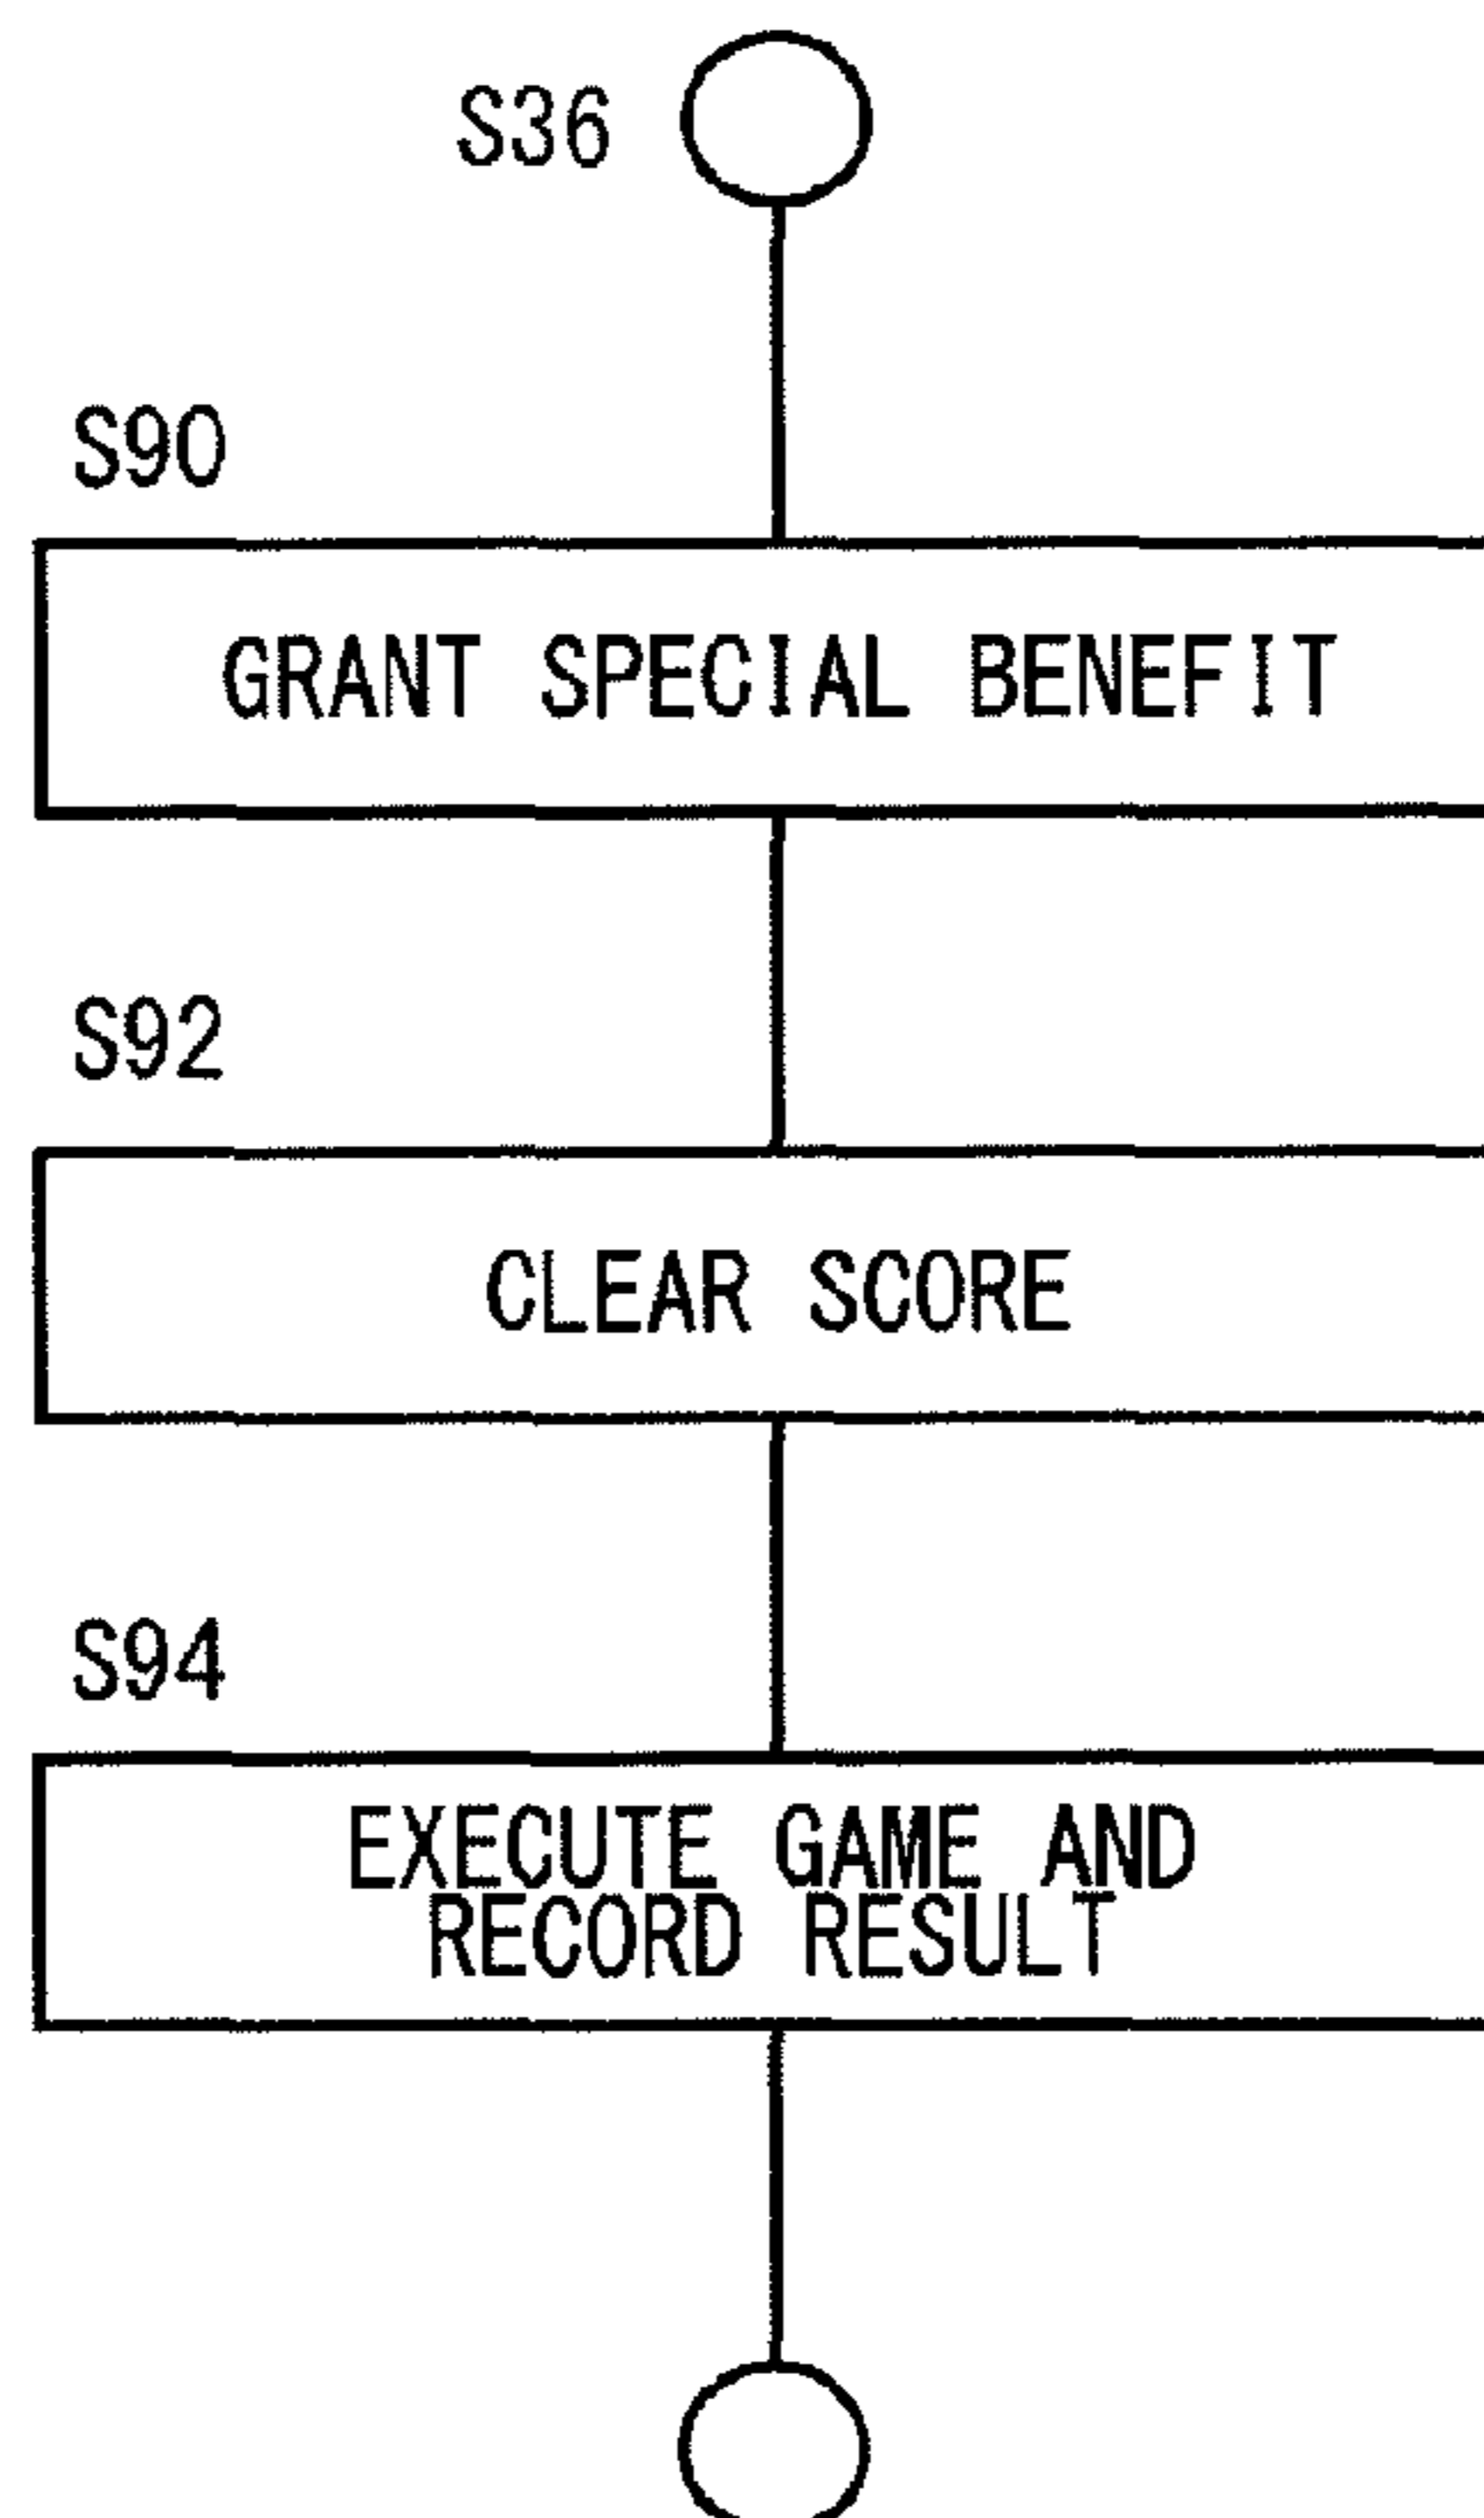 S36
S90
GRANT SPECIAL BENEFIT
S92
CLEAR SCORE
S94
EXECUTE GAME AND
RECORD RESULT